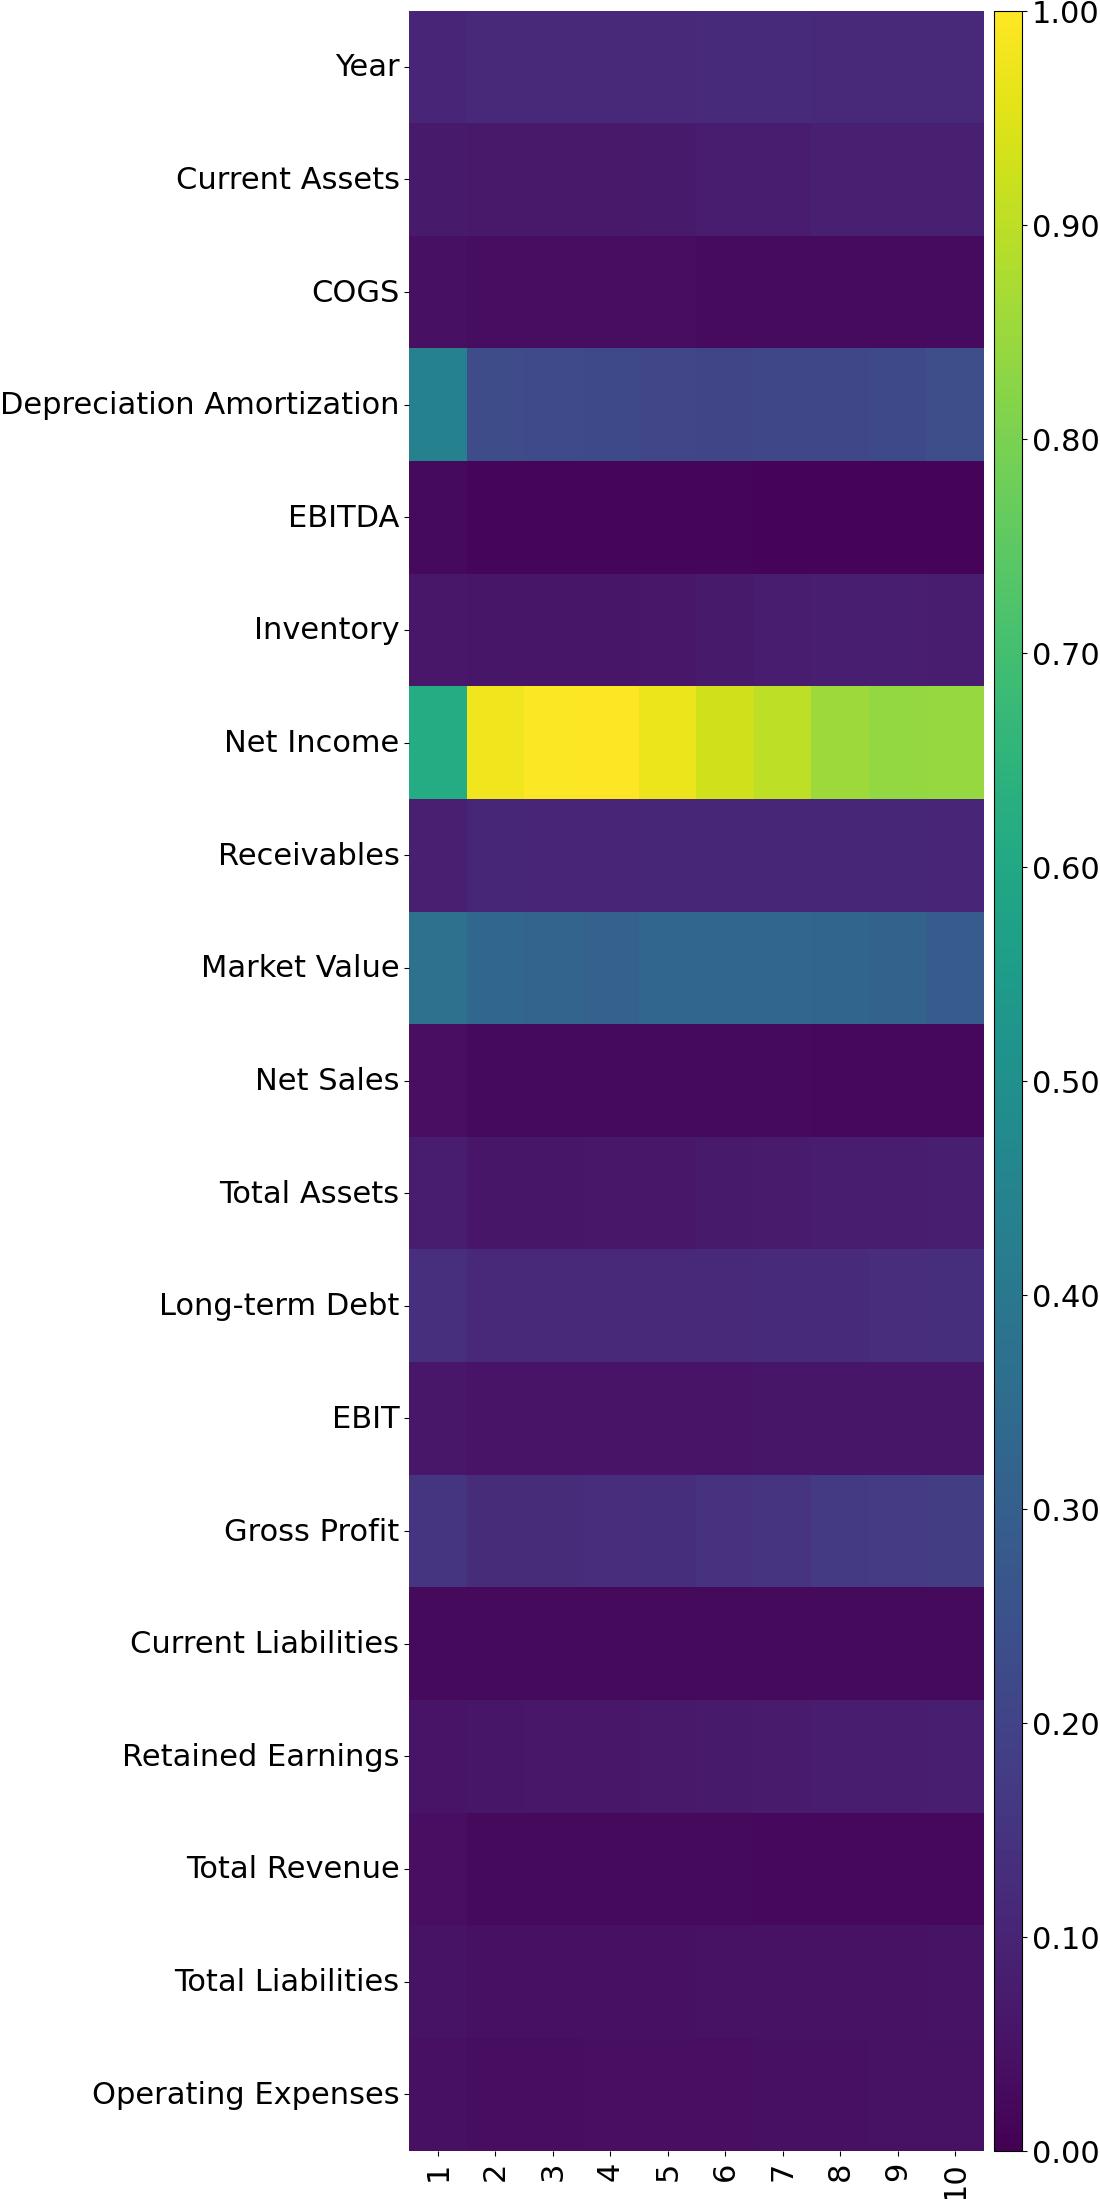 Year
Current Assets
COGS
Depreciation Amortization
EBITDA
Inventory
Net Income
Receivables
Market Value
Net Sales
Total Assets
Long-term Debt
EBIT
Gross Profit
Current Liabilities
Retained Earnings
Total Revenue
Total Liabilities
Operating Expenses
1 2 3 4 5 6 7 8 9 10
1.00
0.90
0.80
0.70
0.60
0.50
0.40
0.30
0.20
0.10
0.00